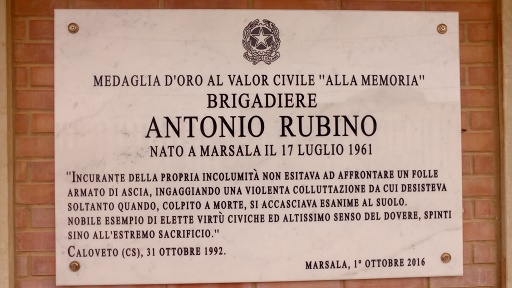 MEDAGLIA D'ORO AL VALOR CIVILE "ALLA MEMORIA"
BRIGADIERE
ANTONIO RUBINO
NATO A MARSALA IL 17 LUGLIO 1961
"INCURANTE DELLA PROPRIA INCOLUMITÀ NON ESITAVA AD AFFRONTARE UN FOLLE
ARMATO DI ASCIA, INGAGGIANDO UNA VIOLENTA COLLUTTAZIONE DA CUI DESISTEVA
SOLTANTO QUANDO, COLPITO A MORTE, SI ACCASCIAVA ESANIME AL SUOLO.
NOBILE ESEMPIO DI ELETTE VIRTÙ CIVICHE ED ALTISSIMO SENSO DEL DOVERE, SPINTI
SINO ALL'ESTREMO SACRIFICIO."
CALOVETO (CS), 31 OTTOBRE 1992.
MARSALA, 1° OTTOBRE 2016